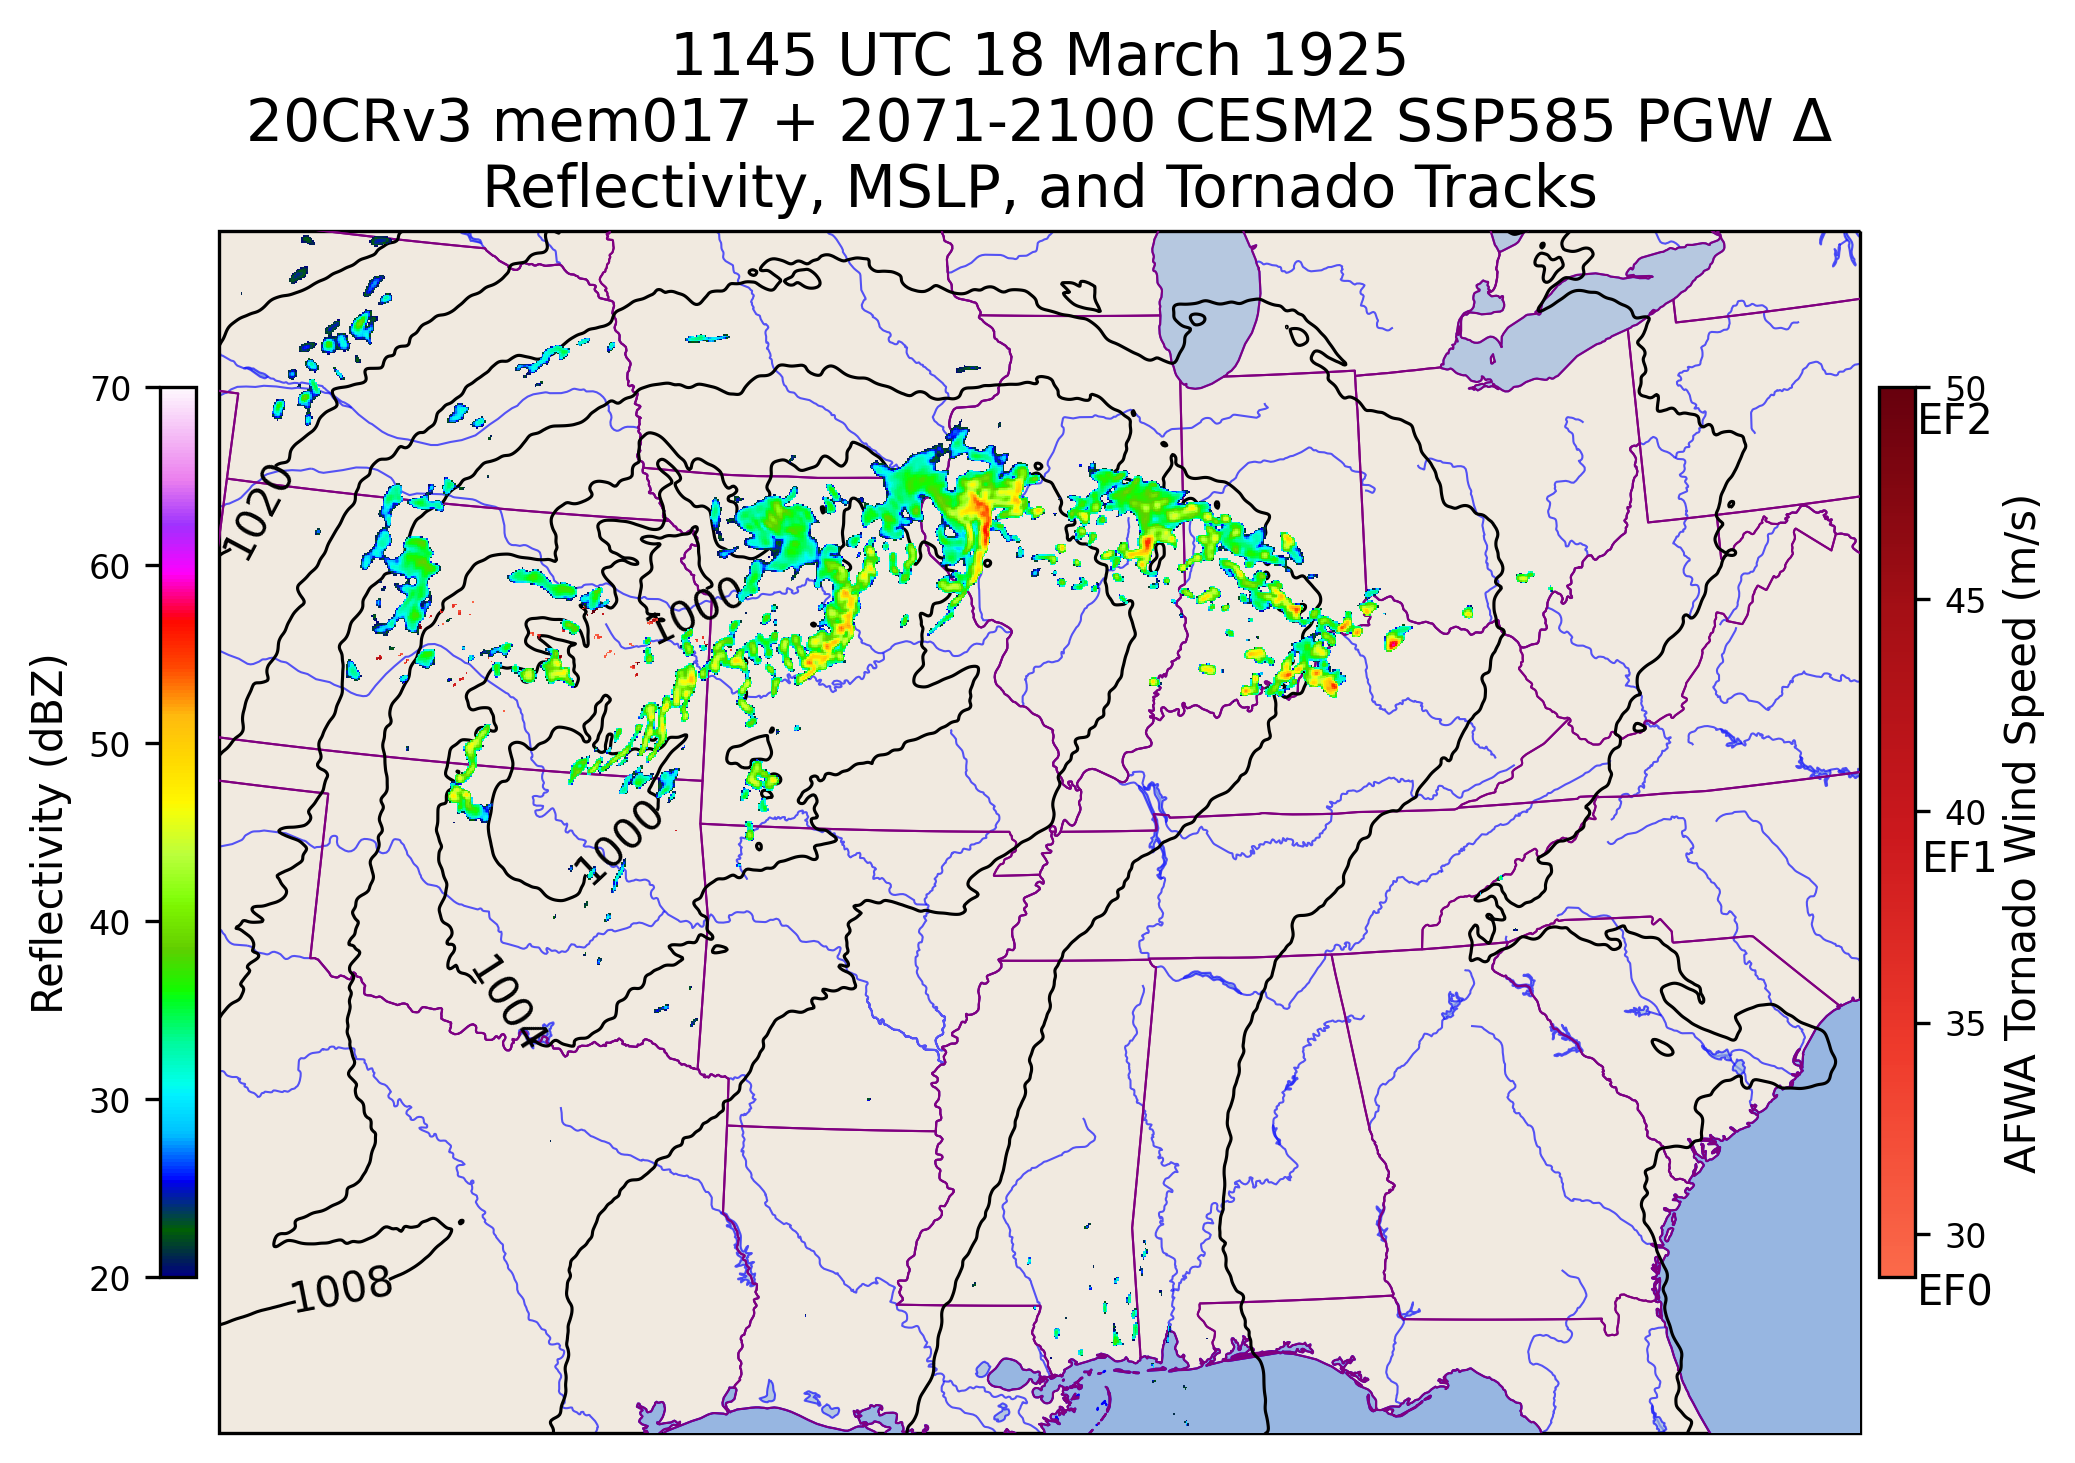 1145 UTC 18 March 1925
20CRv3 mem017 + 2071-2100 CESM2 SSP585 PGW Δ
Reflectivity, MSLP, and Tornado Tracks
70
60
50
40
30
20
Reflectivity (dBZ)
1020
1000
1000
1004
1008
50
EF2
45
40
EF1
35
30
EF0
AFWA Tornado Wind Speed (m/s)